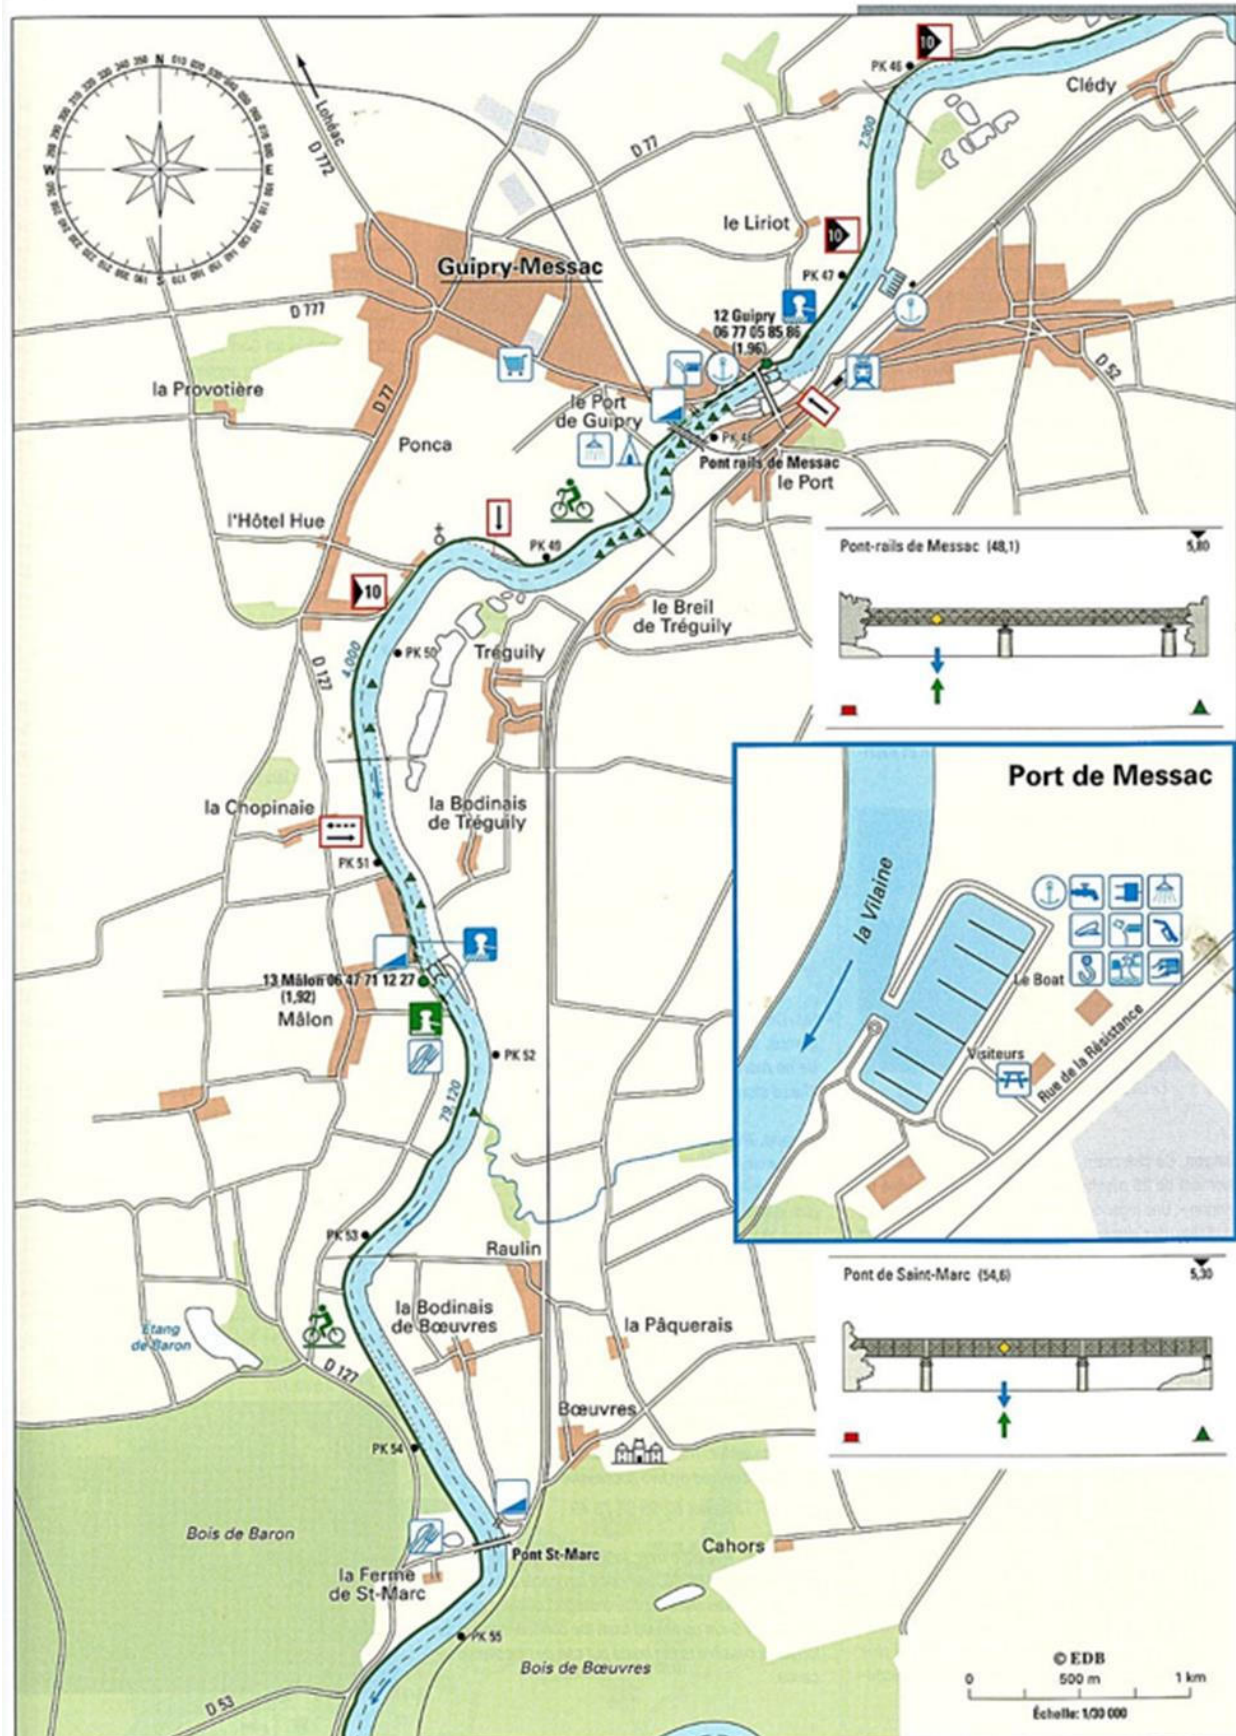 10
PK 46
Clédy
Lohéac
D 772
2,300
D 77
le Liriot
10
Guipry-Messac
PK 47
D 777
12 Guipry
06 77 05 85 86
(1,96)
D 52
la Provotière
D 77
le Port
de Guipry
Ponca
PK 48
Pont rails de Messac
le Port
l'Hôtel Hue
PK 49
Pont-rails de Messac (48,1)
5,80
10
le Breil
de Tréguily
4,000
PK 50
Tréguily
D 127
Port de Messac
la Chopinaie
la Bodinais
de Tréguily
PK 51
la Vilaine
Le Boat
13 Mâlon 06 47 71 12 27
(1,92)
Mâlon
Visiteurs
Rue de la Résistance
PK 52
79,120
PK 53
Raulin
Pont de Saint-Marc (54,6)
5,30
Etang
de Baron
la Bodinais
de Bœuvres
la Pâquerais
D 127
Bœuvres
PK 54
Bois de Baron
Pont St-Marc
Cahors
la Ferme
de St-Marc
PK 55
Bois de Bœuvres
© EDB
0 500 m 1 km
D 53
Échelle: 1/30 000